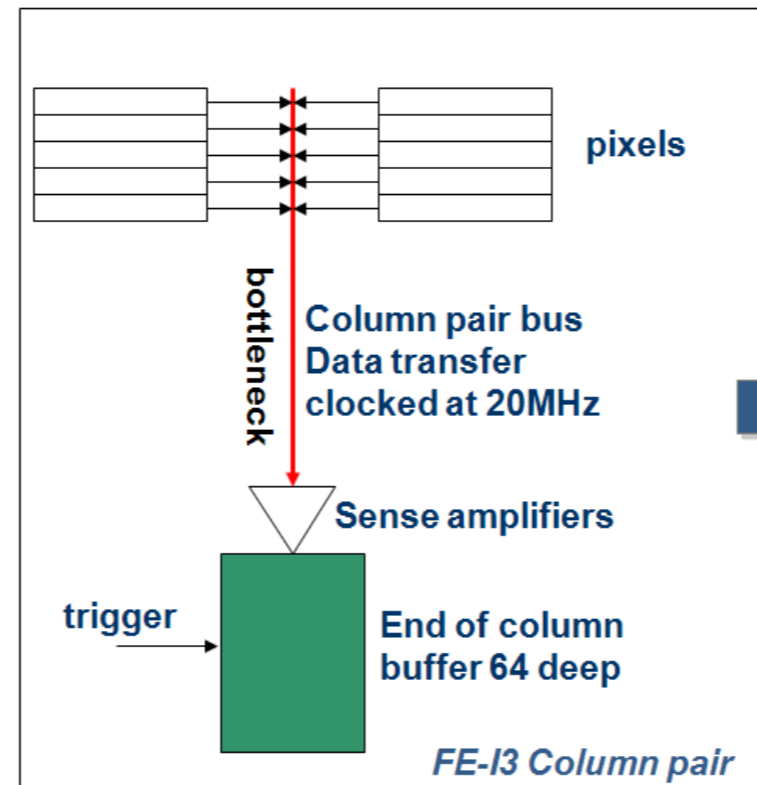 pixels
bottleneck
Column pair bus
Data transfer
clocked at 20MHz
Sense amplifiers
trigger
End of column
buffer 64 deep
FE-I3 Column pair